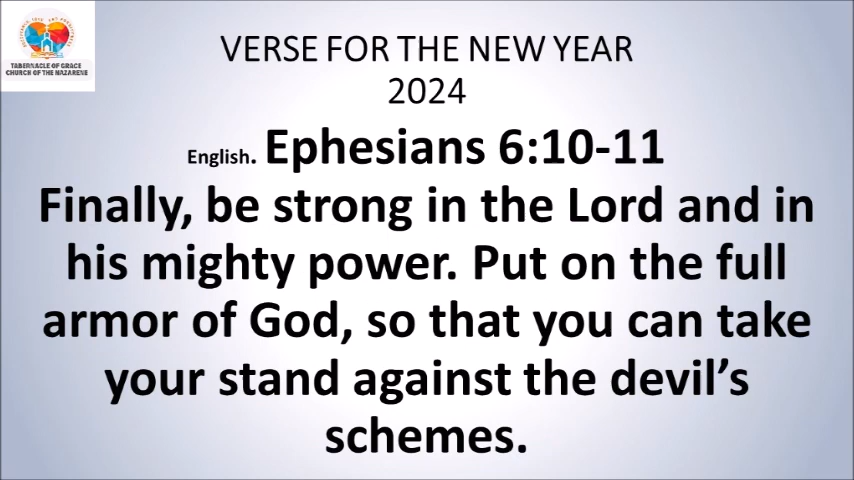 TABERNACLE OF GRACE
CHURCH OF THE NAZARENE
VERSE FOR THE NEW YEAR
2024
English. Ephesians 6:10-11
Finally, be strong in the Lord and in
his mighty power. Put on the full
armor of God, so that you can take
your stand against the devil’s
schemes.